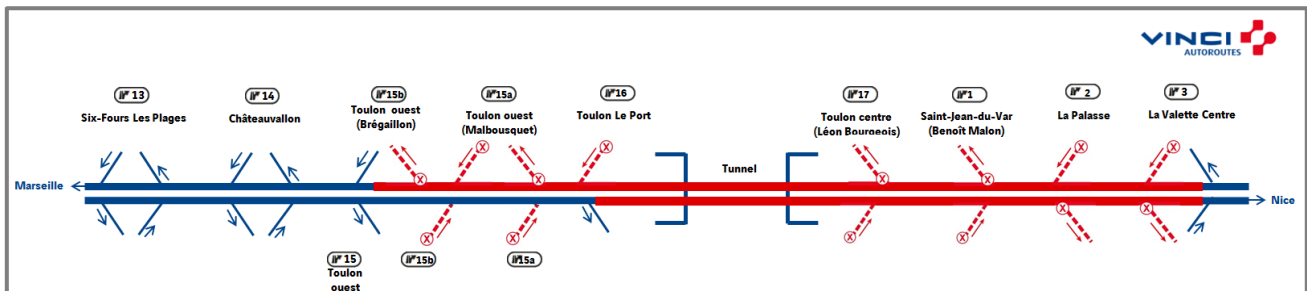 VINCI
AUTOROUTES
n° 13
Six-Fours Les Plages
n° 14
Châteauvallon
n° 15b
Toulon ouest
(Brégaillon)
n° 15a
Toulon ouest
(Malbousquet)
n° 16
Toulon Le Port
Tunnel
n° 17
Toulon centre
(Léon Bourgeois)
n° 1
Saint-Jean-du-Var
(Benoît Malon)
n° 2
La Palasse
n° 3
La Valette Centre
Marseille
Nice
n° 15
Toulon
ouest
n° 15b
n° 15a